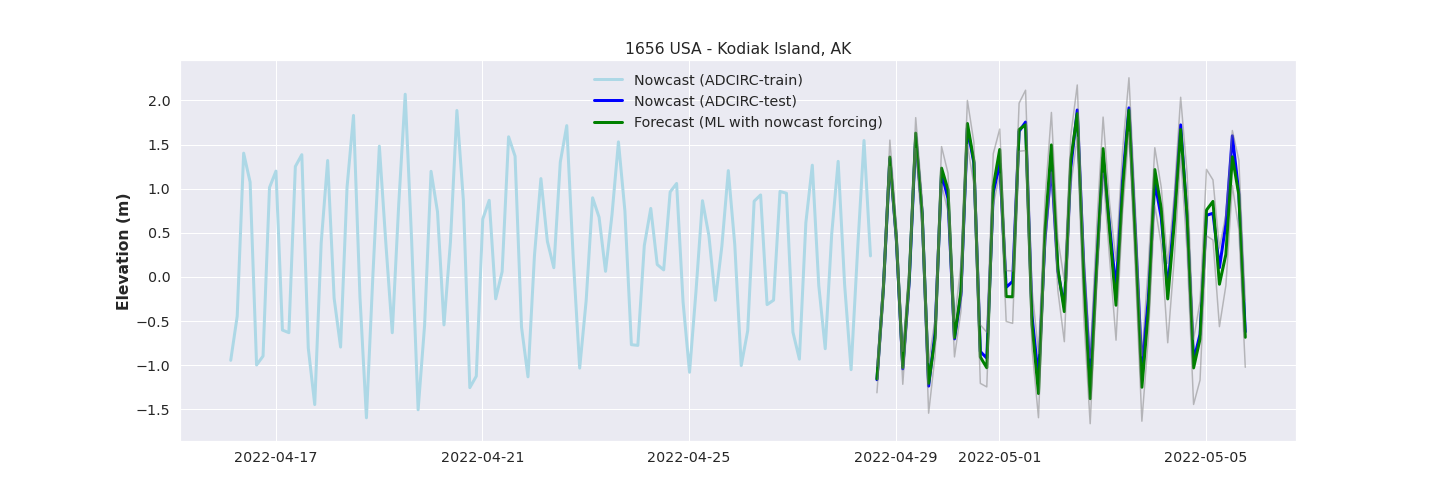 1656 USA - Kodiak Island, AK
Nowcast (ADCIRC-train)
Nowcast (ADCIRC-test)
Forecast (ML with nowcast forcing)
Elevation (m)
2.0
1.5
1.0
0.5
0.0
−0.5
−1.0
−1.5
2022-04-17 2022-04-21 2022-04-25 2022-04-29 2022-05-01 2022-05-05